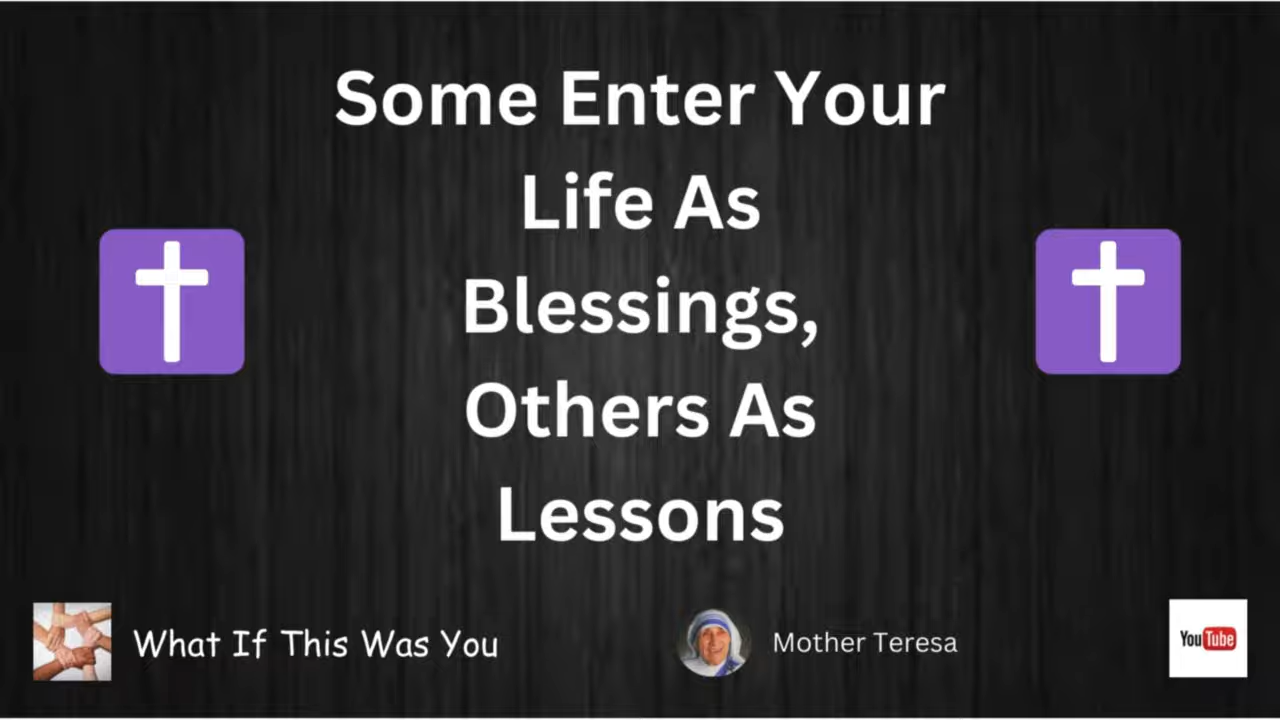 Some Enter Your
Life As
Blessings,
Others As
Lessons
What If This Was You
Mother Teresa
YouTube